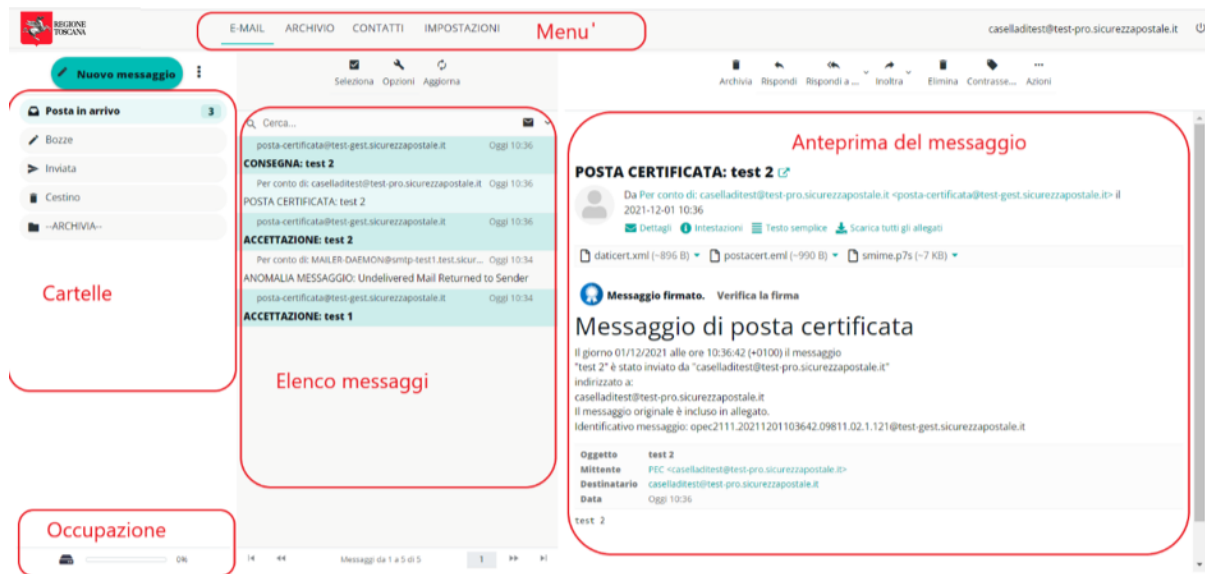 REGIONE
TOSCANA
E-MAIL ARCHIVIO CONTATTI IMPOSTAZIONI Menu'
caselladitest@test-pro.sicurezzapostale.it
Nuovo messaggio
Seleziona Opzioni Aggiorna
Archivia Rispondi Rispondi a ... Inoltra Elimina Contrasse... Azioni
Posta in arrivo 3
Bozze
Inviata
Cestino
--ARCHIVIA--
Cartelle
Occupazione
0%
Cerca...
posta-certificata@test-gest.sicurezzapostale.it Oggi 10:36
CONSEGNA: test 2
Per conto di: caselladitest@test-pro.sicurezzapostale.it Oggi 10:36
POSTA CERTIFICATA: test 2
posta-certificata@test-gest.sicurezzapostale.it Oggi 10:36
ACCETTAZIONE: test 2
Per conto di: MAILER-DAEMON@smtp-test1.test.sicur... Oggi 10:34
ANOMALIA MESSAGGIO: Undelivered Mail Returned to Sender
posta-certificata@test-gest.sicurezzapostale.it Oggi 10:34
ACCETTAZIONE: test 1
Elenco messaggi
Messaggi da 1 a 5 di 5 1
Anteprima del messaggio
POSTA CERTIFICATA: test 2
Da Per conto di: caselladitest@test-pro.sicurezzapostale.it <posta-certificata@test-gest.sicurezzapostale.it> il
2021-12-01 10:36
Dettagli Intestazioni Testo semplice Scarica tutti gli allegati
daticert.xml (~896 B) postacert.eml (~990 B) smime.p7s (~7 KB)
Messaggio firmato. Verifica la firma
Messaggio di posta certificata
Il giorno 01/12/2021 alle ore 10:36:42 (+0100) il messaggio
"test 2" è stato inviato da "caselladitest@test-pro.sicurezzapostale.it"
indirizzato a:
caselladitest@test-pro.sicurezzapostale.it
Il messaggio originale è incluso in allegato.
Identificativo messaggio: opec2111.20211201103642.09811.02.1.121@test-gest.sicurezzapostale.it
Oggetto test 2
Mittente PEC <caselladitest@test-pro.sicurezzapostale.it>
Destinatario caselladitest@test-pro.sicurezzapostale.it
Data Oggi 10:36
test 2